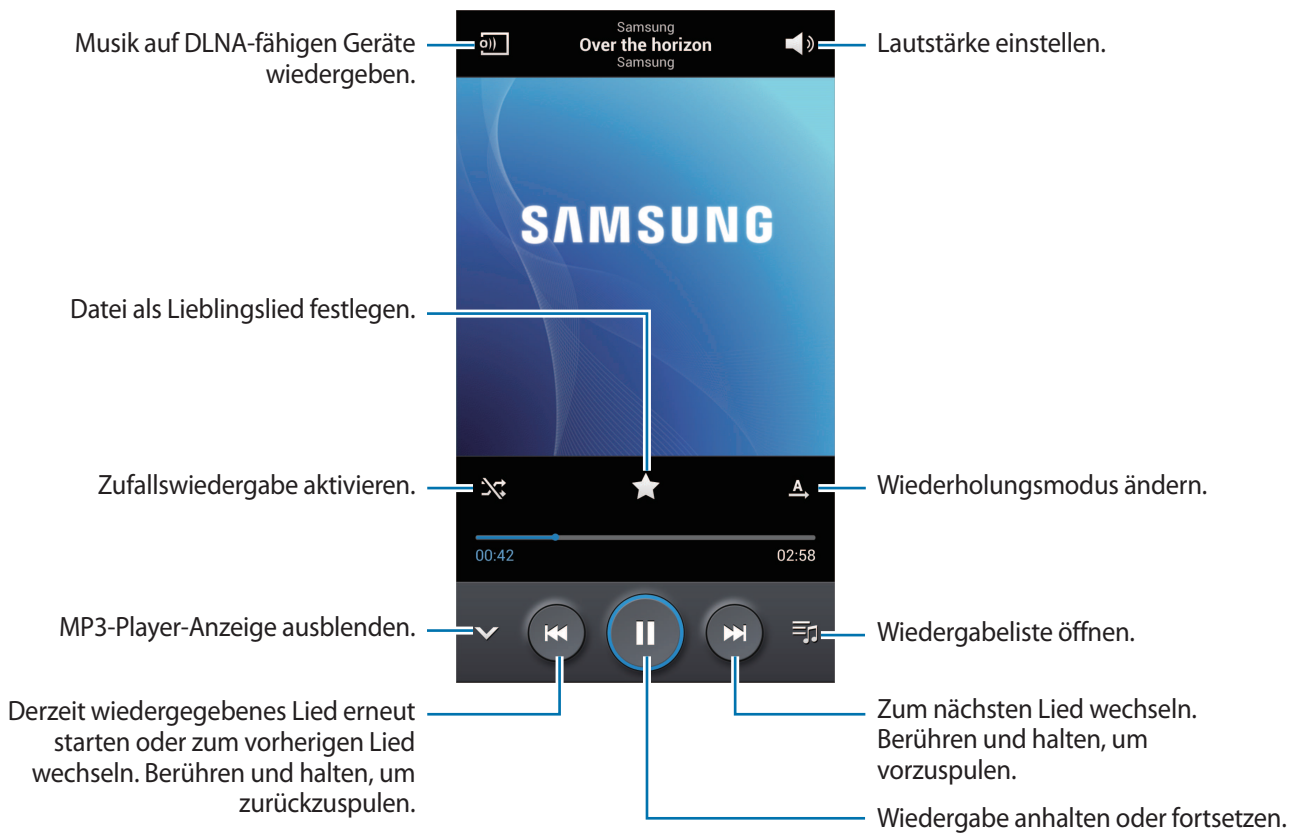 Musik auf DLNA-fähigen Geräte
wiedergeben.
Samsung
Over the horizon
Samsung
Lautstärke einstellen.
SAMSUNG
Datei als Lieblingslied festlegen.
Zufallswiedergabe aktivieren.
A
Wiederholungsmodus ändern.
00:42
02:58
MP3-Player-Anzeige ausblenden.
Wiedergabeliste öffnen.
Derzeit wiedergegebenes Lied erneut
starten oder zum vorherigen Lied
wechseln. Berühren und halten, um
zurückzuspulen.
Zum nächsten Lied wechseln.
Berühren und halten, um
vorzuspulen.
Wiedergabe anhalten oder fortsetzen.